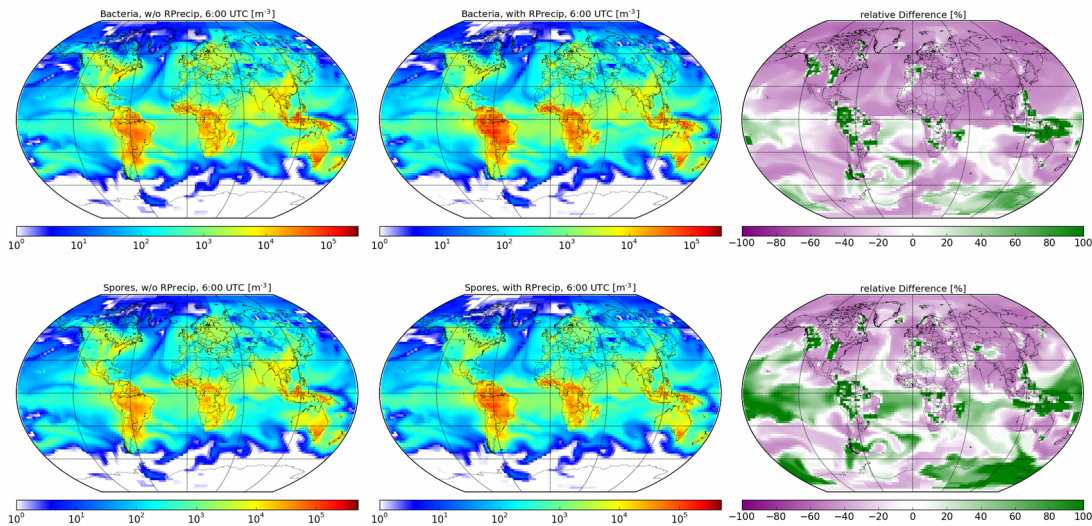 Bacteria, w/o RPrecip, 6:00 UTC [m⁻³]
Bacteria, with RPrecip, 6:00 UTC [m⁻³]
relative Difference [%]
10⁰ 10¹ 10² 10³ 10⁴ 10⁵
10⁰ 10¹ 10² 10³ 10⁴ 10⁵
−100 −80 −60 −40 −20 0 20 40 60 80 100
Spores, w/o RPrecip, 6:00 UTC [m⁻³]
Spores, with RPrecip, 6:00 UTC [m⁻³]
relative Difference [%]
10⁰ 10¹ 10² 10³ 10⁴ 10⁵
10⁰ 10¹ 10² 10³ 10⁴ 10⁵
−100 −80 −60 −40 −20 0 20 40 60 80 100